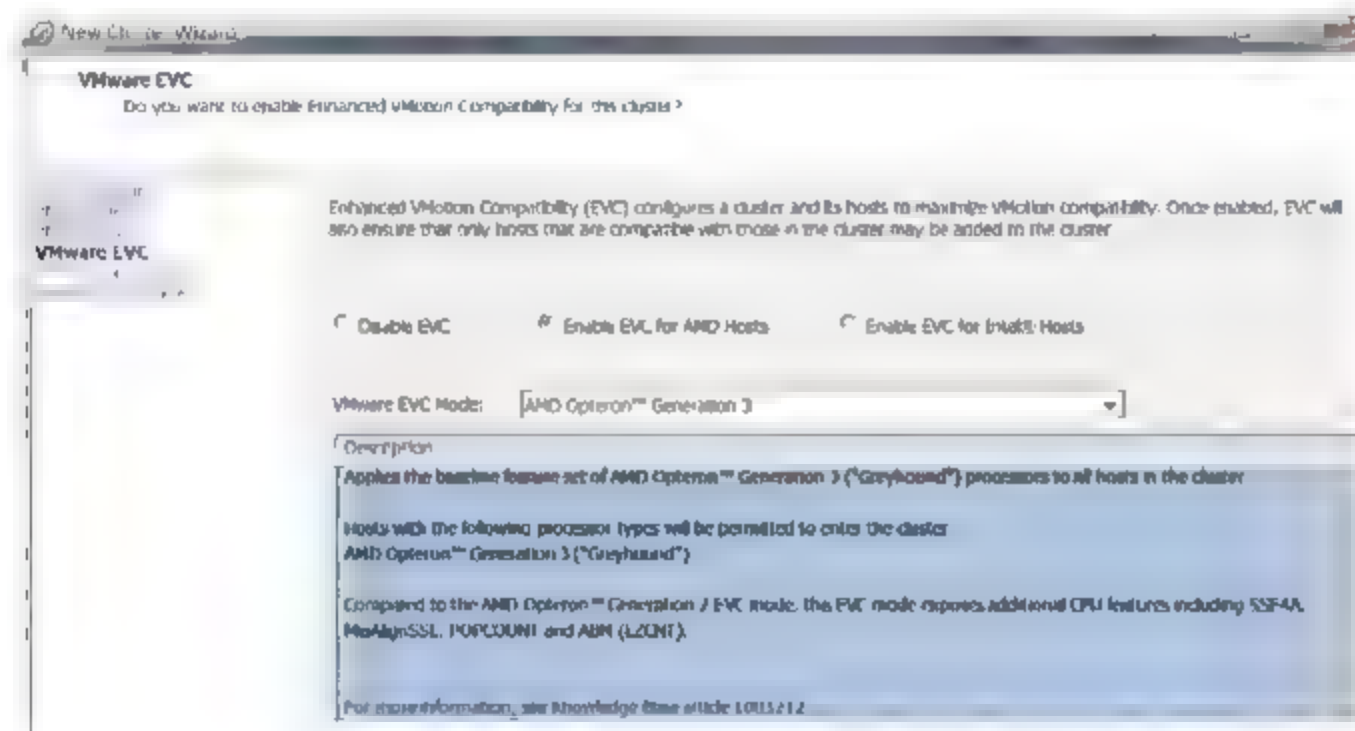 New Wizard
VMware EVC
Do you want to enable Enhanced VMotion Compatibility for this cluster?
Enhanced VMotion Compatibility (EVC) configures a cluster and its hosts to maximize VMotion compatibility. Once enabled, EVC will
also ensure that only hosts that are compatible with those in the cluster may be added to the cluster
VMware EVC
Disable EVC
Enable EVC for AMD Hosts
Enable EVC for Intel® Hosts
VMware EVC Mode:
AMD Opteron™ Generation 3
Description
Applies the baseline feature set of AMD Opteron™ Generation 3 ("Greyhound") processors to all hosts in the cluster
Hosts with the following processor types will be permitted to enter the cluster
AMD Opteron™ Generation 3 ("Greyhound")
Compared to the AMD Opteron™ Generation 2 EVC mode, this EVC mode exposes additional CPU features including SSE4A,
MisAlignSSE, POPCOUNT and ABM (LZCNT).
For more information, see Knowledge Base article 1003212